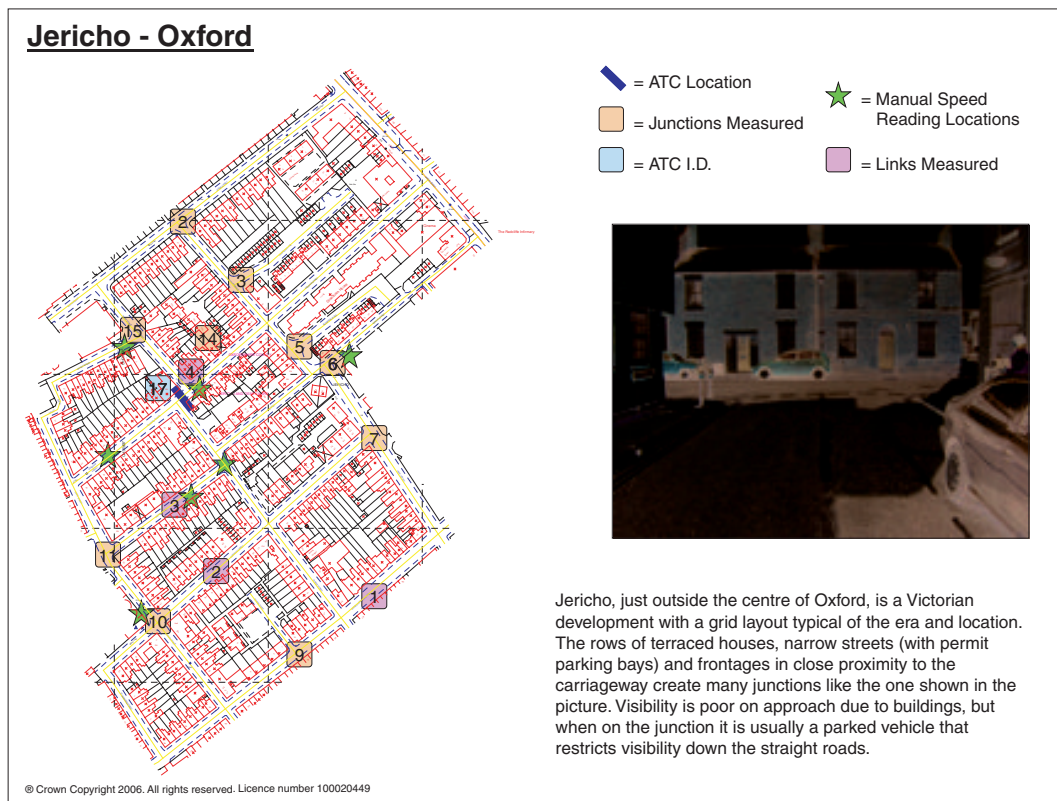 Jericho - Oxford
= ATC Location
= Junctions Measured
= ATC I.D.
= Manual Speed
Reading Locations
= Links Measured
2
3
15
14
5
6
4
17
7
3
11
2
1
10
9
Jericho, just outside the centre of Oxford, is a Victorian
development with a grid layout typical of the era and location.
The rows of terraced houses, narrow streets (with permit
parking bays) and frontages in close proximity to the
carriageway create many junctions like the one shown in the
picture. Visibility is poor on approach due to buildings, but
when on the junction it is usually a parked vehicle that
restricts visibility down the straight roads.
® Crown Copyright 2006. All rights reserved. Licence number 100020449